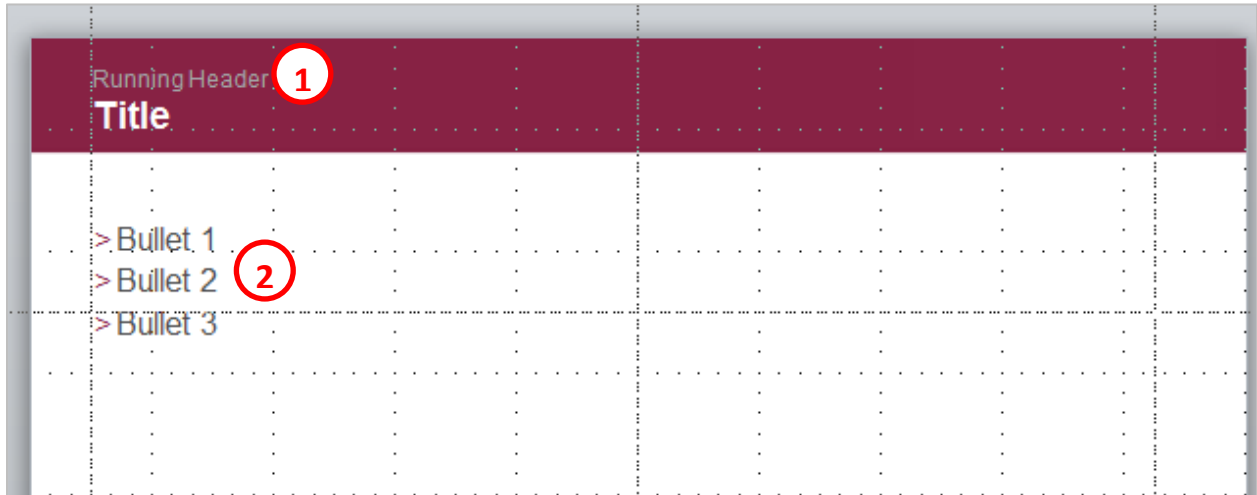 Running Header
1
Title
> Bullet 1
> Bullet 2
2
> Bullet 3